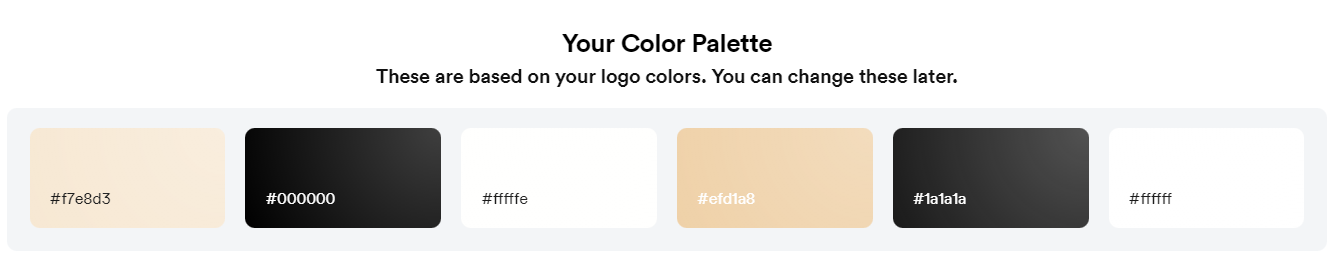 Your Color Palette
These are based on your logo colors. You can change these later.
#f7e8d3
#000000
#fffffe
#efd1a8
#1a1a1a
#ffffff